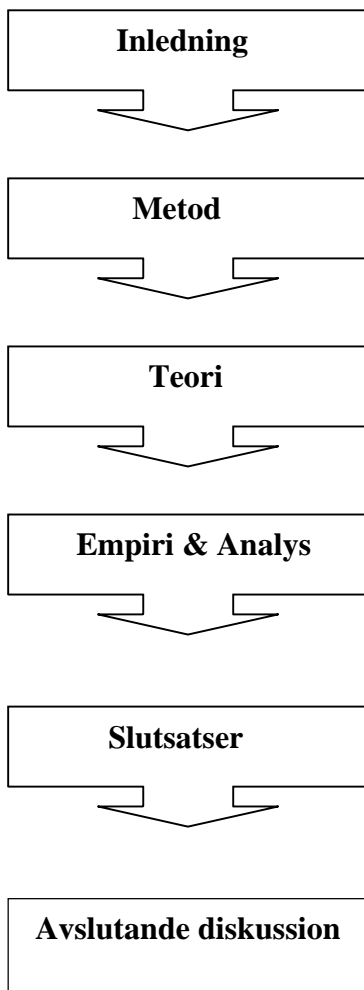 Inledning
Metod
Teori
Empiri & Analys
Slutsatser
Avslutande diskussion